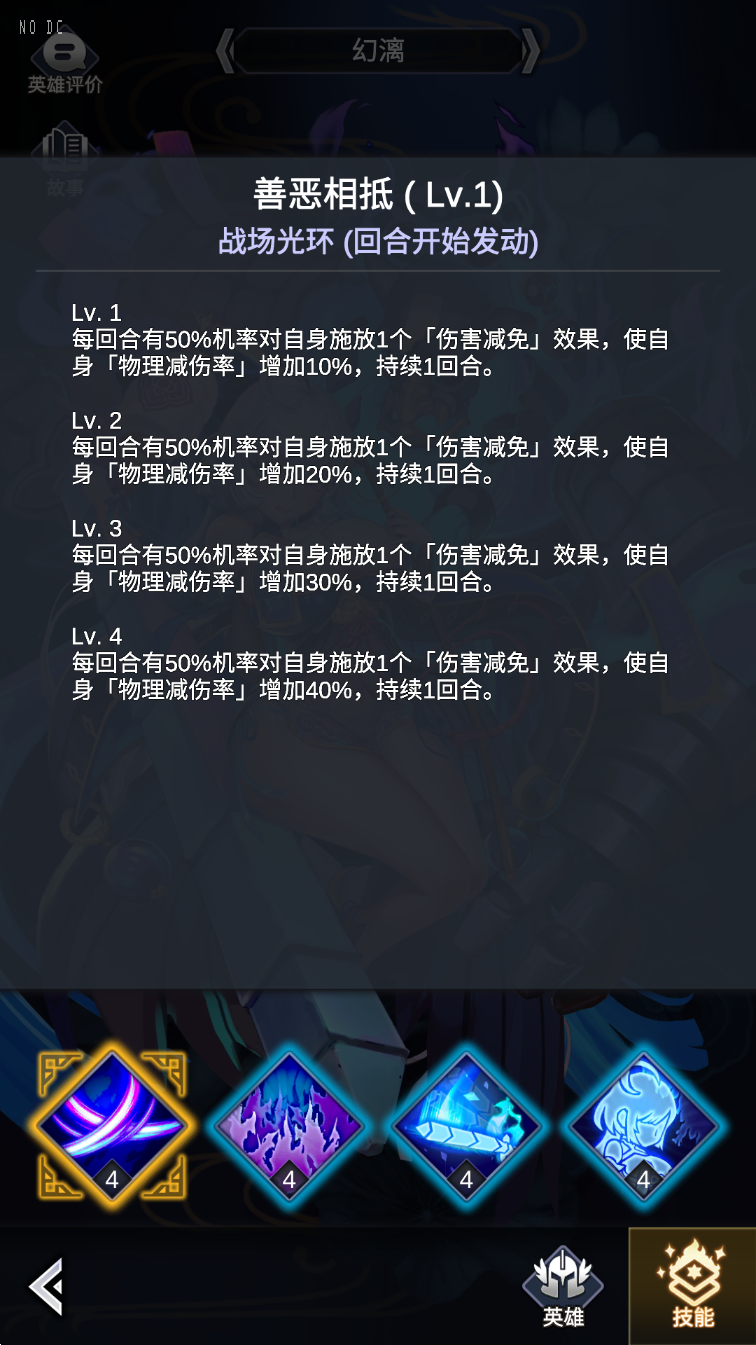 NO DC
幻漓
英雄评价
故事
善恶相抵 ( Lv.1)
战场光环 (回合开始发动)
Lv. 1
每回合有50%机率对自身施放1个「伤害减免」效果，使自
身「物理减伤率」增加10%，持续1回合。
Lv. 2
每回合有50%机率对自身施放1个「伤害减免」效果，使自
身「物理减伤率」增加20%，持续1回合。
Lv. 3
每回合有50%机率对自身施放1个「伤害减免」效果，使自
身「物理减伤率」增加30%，持续1回合。
Lv. 4
每回合有50%机率对自身施放1个「伤害减免」效果，使自
身「物理减伤率」增加40%，持续1回合。
4 4 4 4
英雄 技能